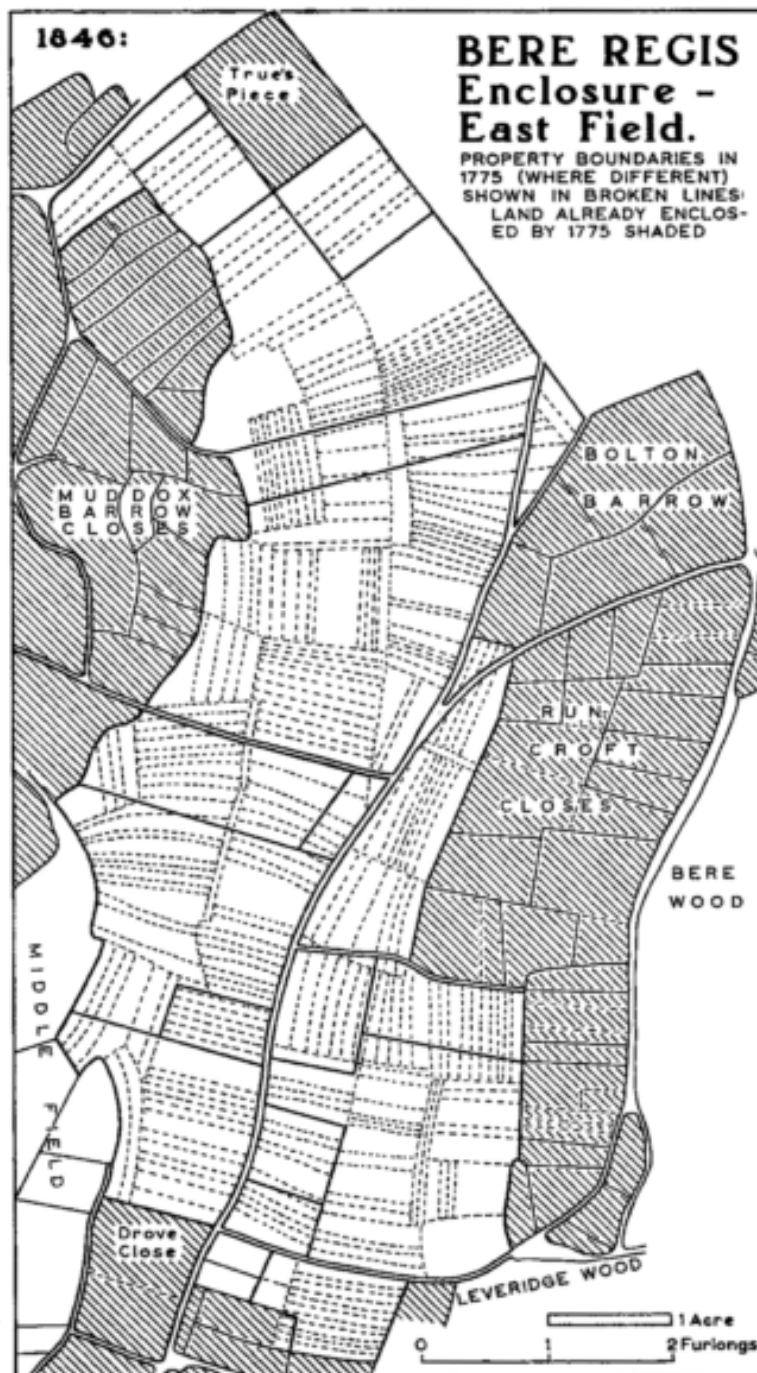 1846:
BERE REGIS
Enclosure –
East Field.
PROPERTY BOUNDARIES IN
1775 (WHERE DIFFERENT)
SHOWN IN BROKEN LINES:
LAND ALREADY ENCLOS-
ED BY 1775 SHADED
True's
Piece
BOLTON
BARROW
MUDDOX
BARROW
CLOSES
RUN
CROFT
CLOSES
BERE
WOOD
MIDDLE FIELD
Drove
Close
LEVERIDGE WOOD
1 Acre
0 1 2 Furlongs